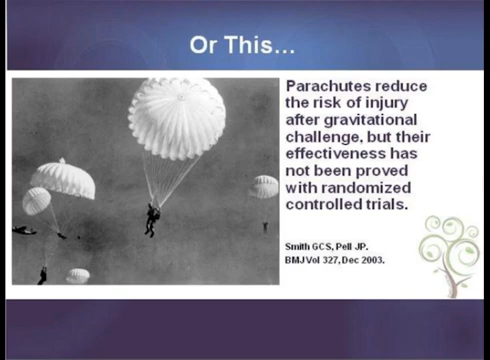 Or This...
Parachutes reduce
the risk of injury
after gravitational
challenge, but their
effectiveness has
not been proved
with randomized
controlled trials.
Smith GCS, Pell JP.
BMJ Vol 327, Dec 2003.